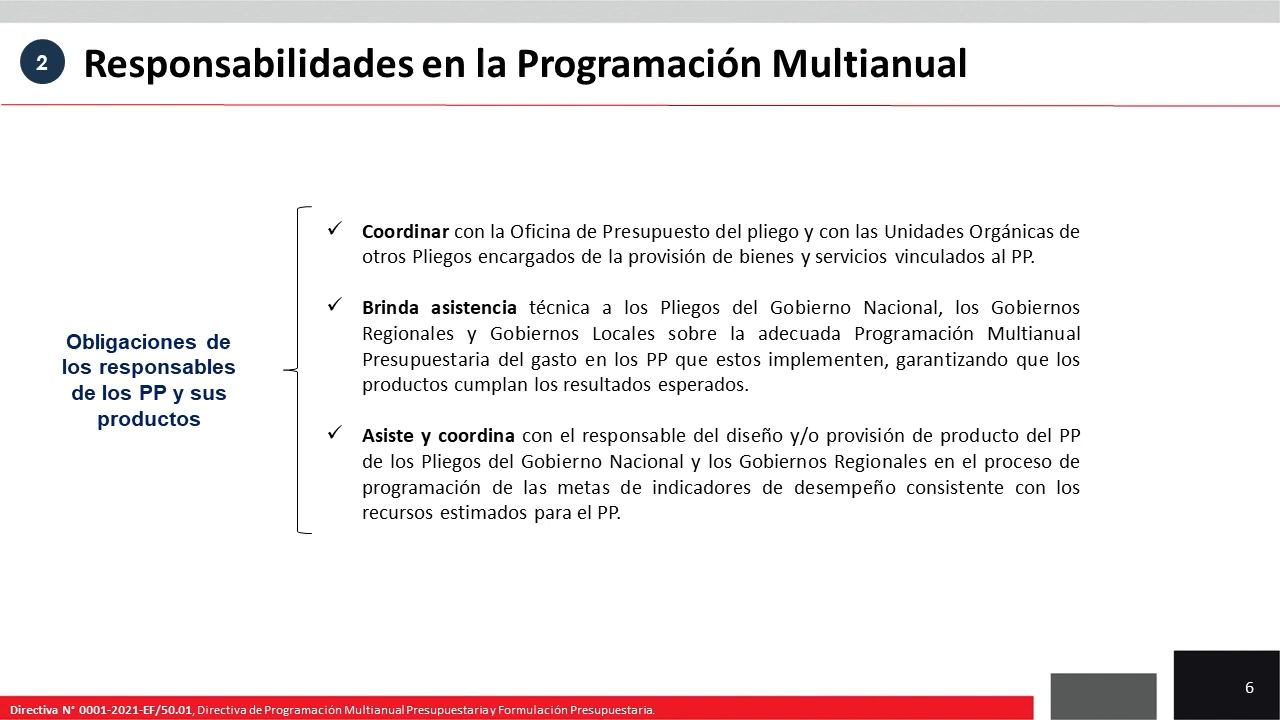 2
Responsabilidades en la Programación Multianual
Obligaciones de
los responsables
de los PP y sus
productos
✓ Coordinar con la Oficina de Presupuesto del pliego y con las Unidades Orgánicas de
otros Pliegos encargados de la provisión de bienes y servicios vinculados al PP.
✓ Brinda asistencia técnica a los Pliegos del Gobierno Nacional, los Gobiernos
Regionales y Gobiernos Locales sobre la adecuada Programación Multianual
Presupuestaria del gasto en los PP que estos implementen, garantizando que los
productos cumplan los resultados esperados.
✓ Asiste y coordina con el responsable del diseño y/o provisión de producto del PP
de los Pliegos del Gobierno Nacional y los Gobiernos Regionales en el proceso de
programación de las metas de indicadores de desempeño consistente con los
recursos estimados para el PP.
6
Directiva N° 0001-2021-EF/50.01, Directiva de Programación Multianual Presupuestaria y Formulación Presupuestaria.